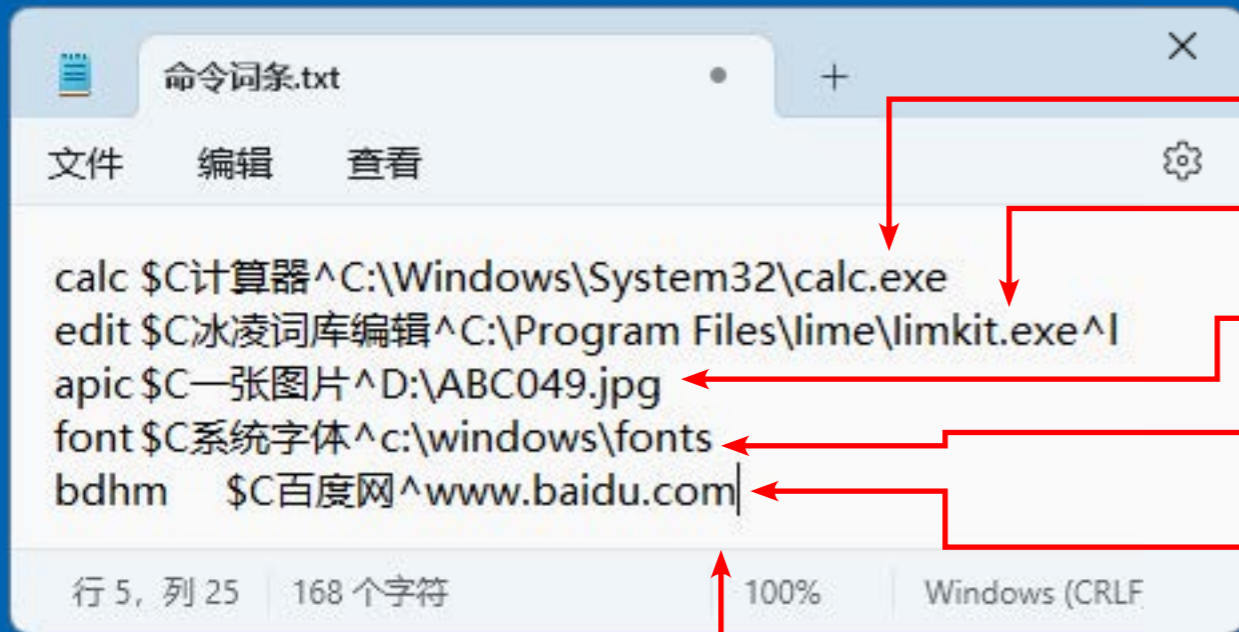 命令词条.txt
文件 编辑 查看
calc $C计算器^C:\Windows\System32\calc.exe
edit $C冰凌词库编辑^C:\Program Files\lime\limkit.exe^l
apic $C一张图片^D:\ABC049.jpg
font $C系统字体^c:\windows\fonts
bdhm $C百度网^www.baidu.com
行 5，列 25 168 个字符 100% Windows (CRLF